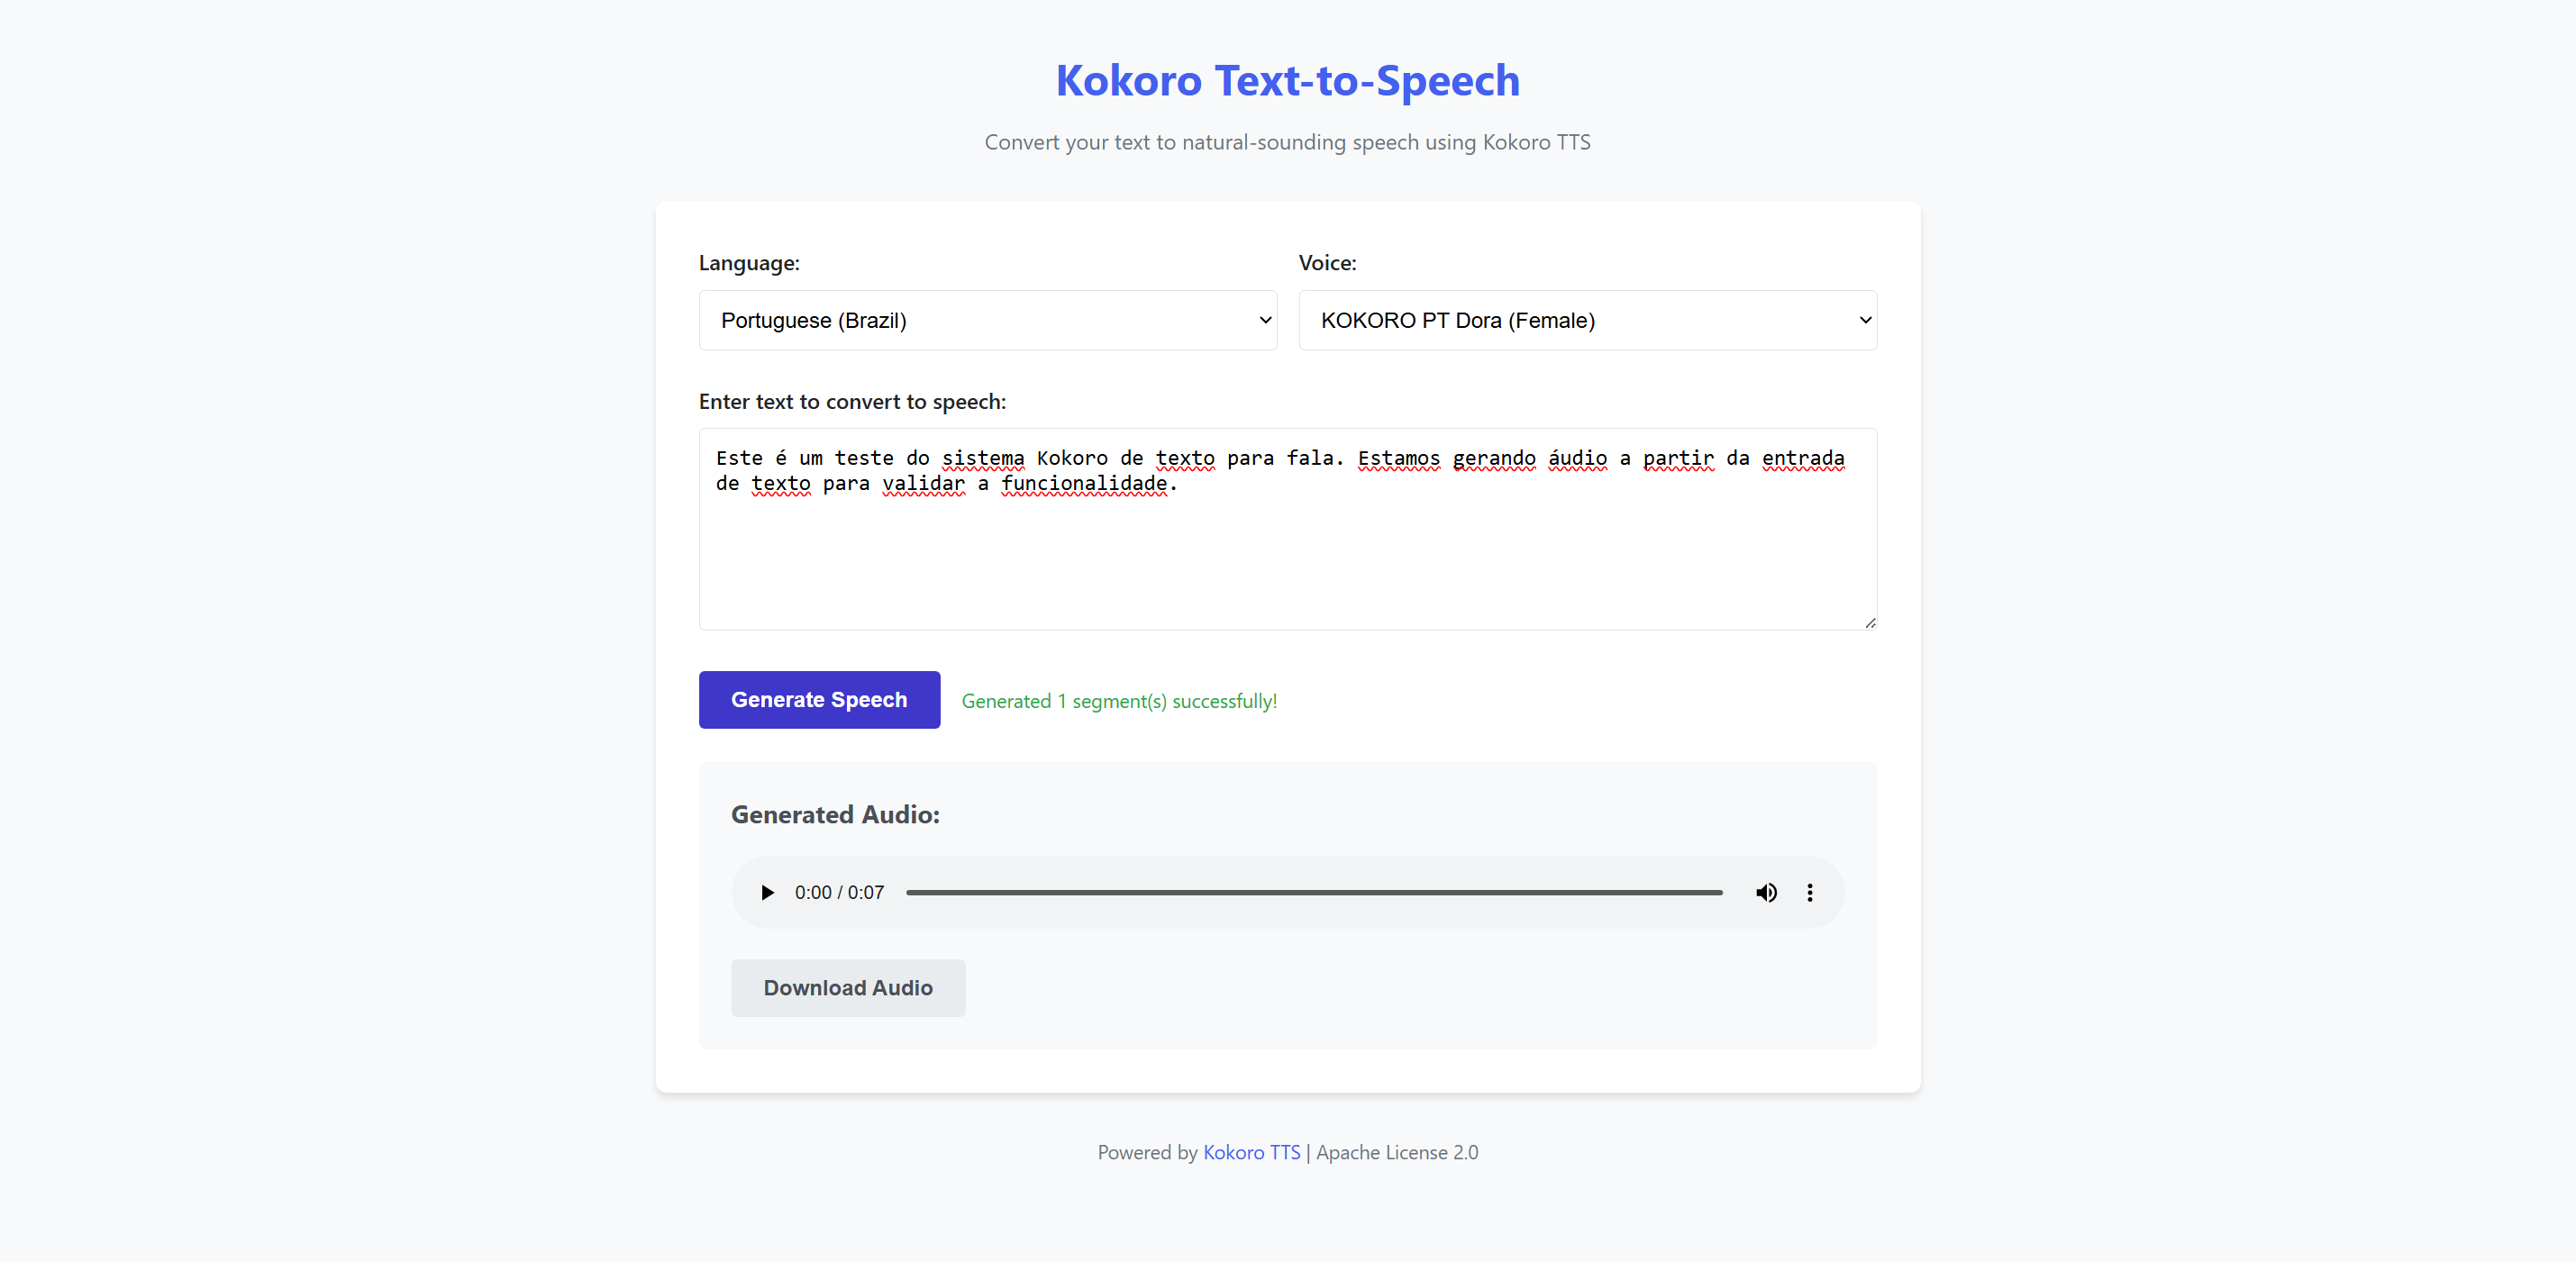 Kokoro Text-to-Speech
Convert your text to natural-sounding speech using Kokoro TTS
Language:
Voice:
Portuguese (Brazil)
KOKORO PT Dora (Female)
Enter text to convert to speech:
Este é um teste do sistema Kokoro de texto para fala. Estamos gerando áudio a partir da entrada
de texto para validar a funcionalidade.
Generate Speech
Generated 1 segment(s) successfully!
Generated Audio:
0:00 / 0:07
Download Audio
Powered by Kokoro TTS | Apache License 2.0